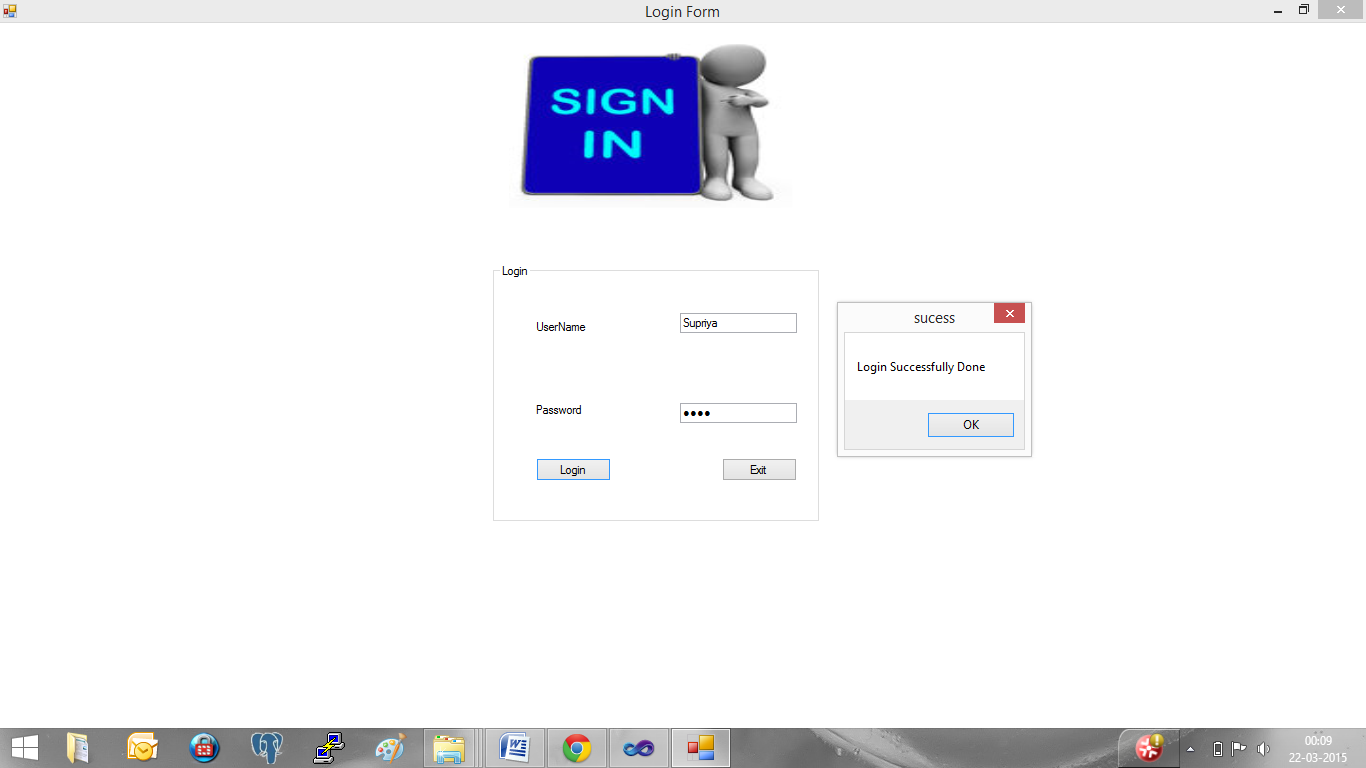 Login Form
SIGN
IN
Login
UserName
Supriya
sucess
Login Successfully Done
OK
Password
Login
Exit
00:09
22-03-2015